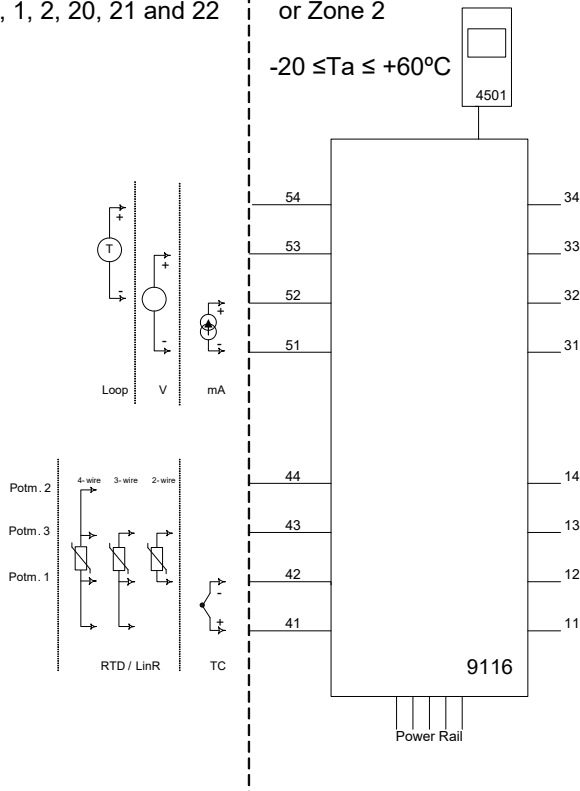 , 1, 2, 20, 21 and 22
or Zone 2
-20 ≤Ta ≤ +60ºC
4501
54
34
+
T
53
33
+
-
52
32
+
51
31
-
-
Loop
V
mA
4- wire
3- wire
2- wire
Potm. 2
44
14
Potm. 3
43
13
Potm. 1
42
12
-
+
41
11
RTD / LinR
TC
9116
Power Rail